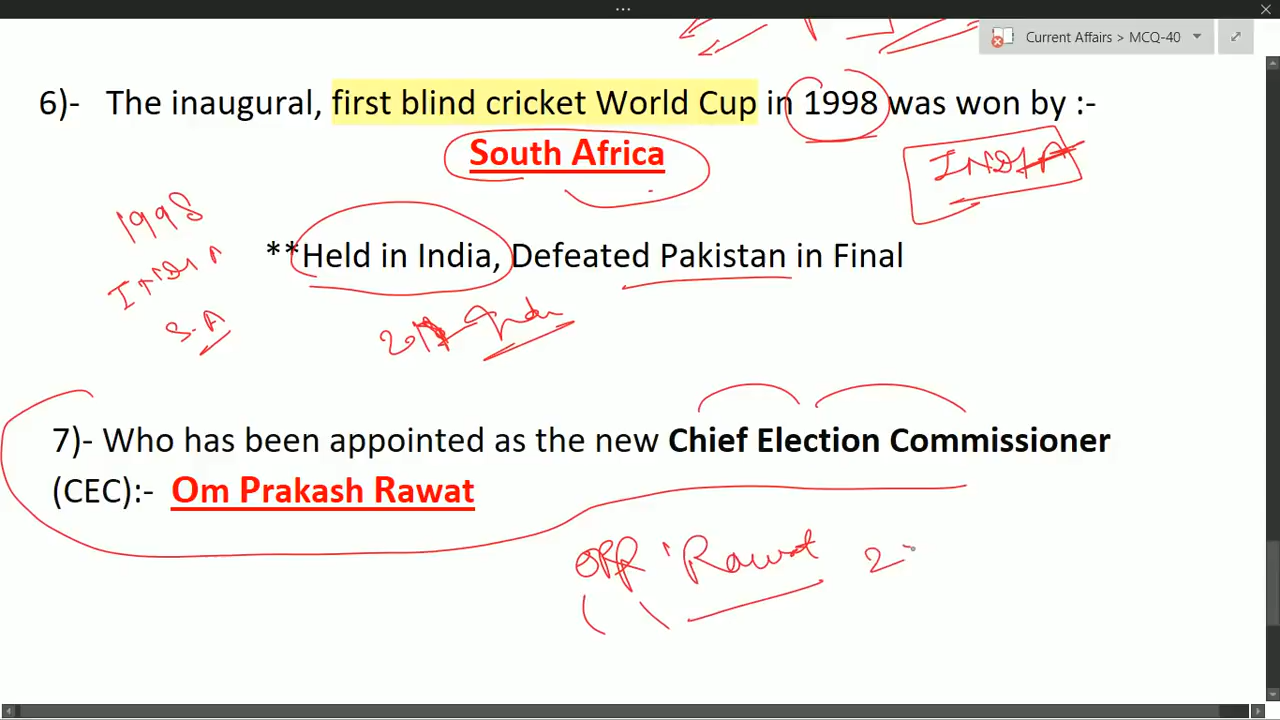 Current Affairs > MCQ-40
6)- The inaugural, first blind cricket World Cup in 1998 was won by :-
South Africa
INDIA
1998
INDIA
S.A
**Held in India, Defeated Pakistan in Final
7)- Who has been appointed as the new Chief Election Commissioner
(CEC):- Om Prakash Rawat
Rawat 2